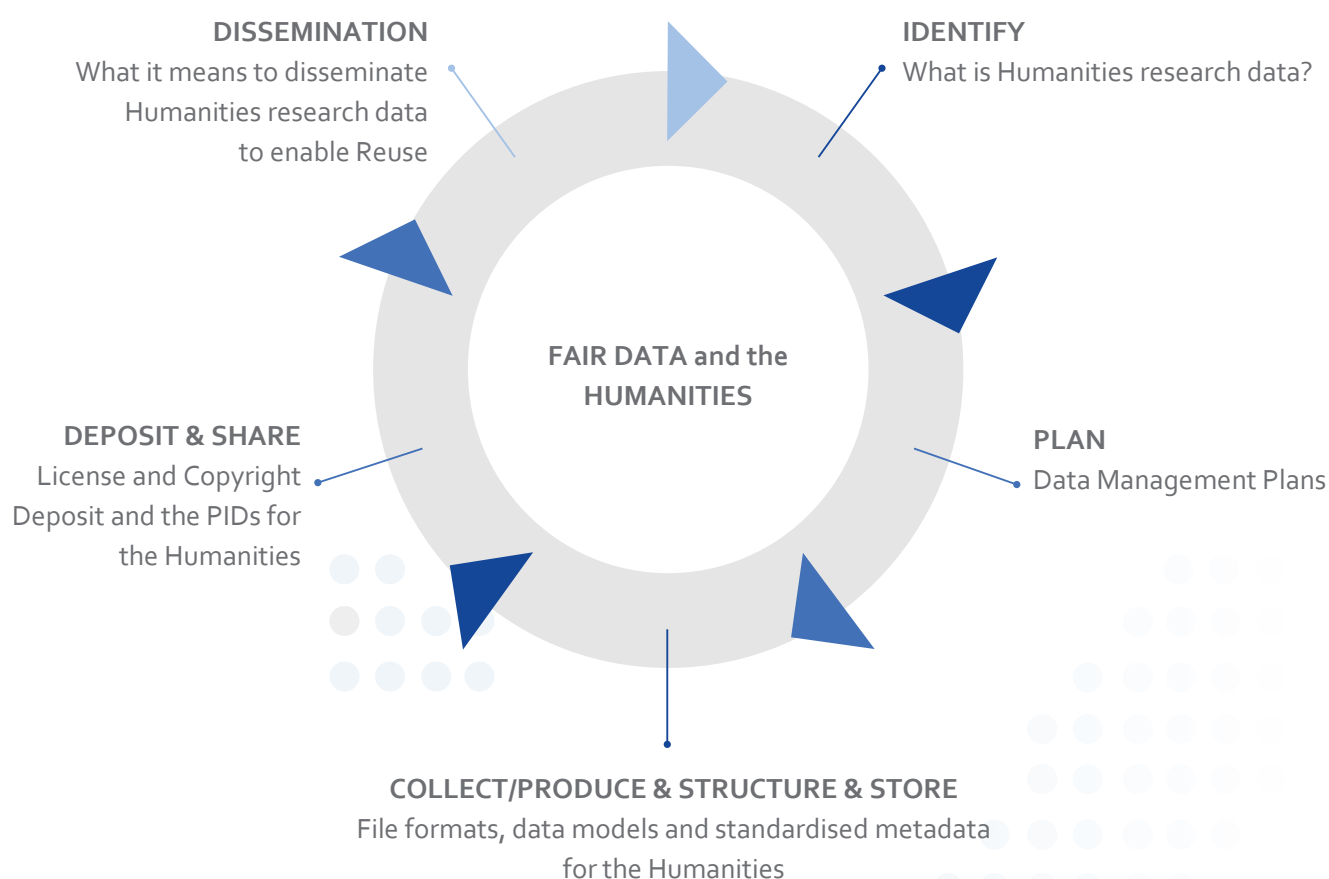 DISSEMINATION
What it means to disseminate
Humanities research data
to enable Reuse
IDENTIFY
What is Humanities research data?
FAIR DATA and the
HUMANITIES
DEPOSIT & SHARE
License and Copyright
Deposit and the PIDs for
the Humanities
PLAN
Data Management Plans
COLLECT/PRODUCE & STRUCTURE & STORE
File formats, data models and standardised metadata
for the Humanities